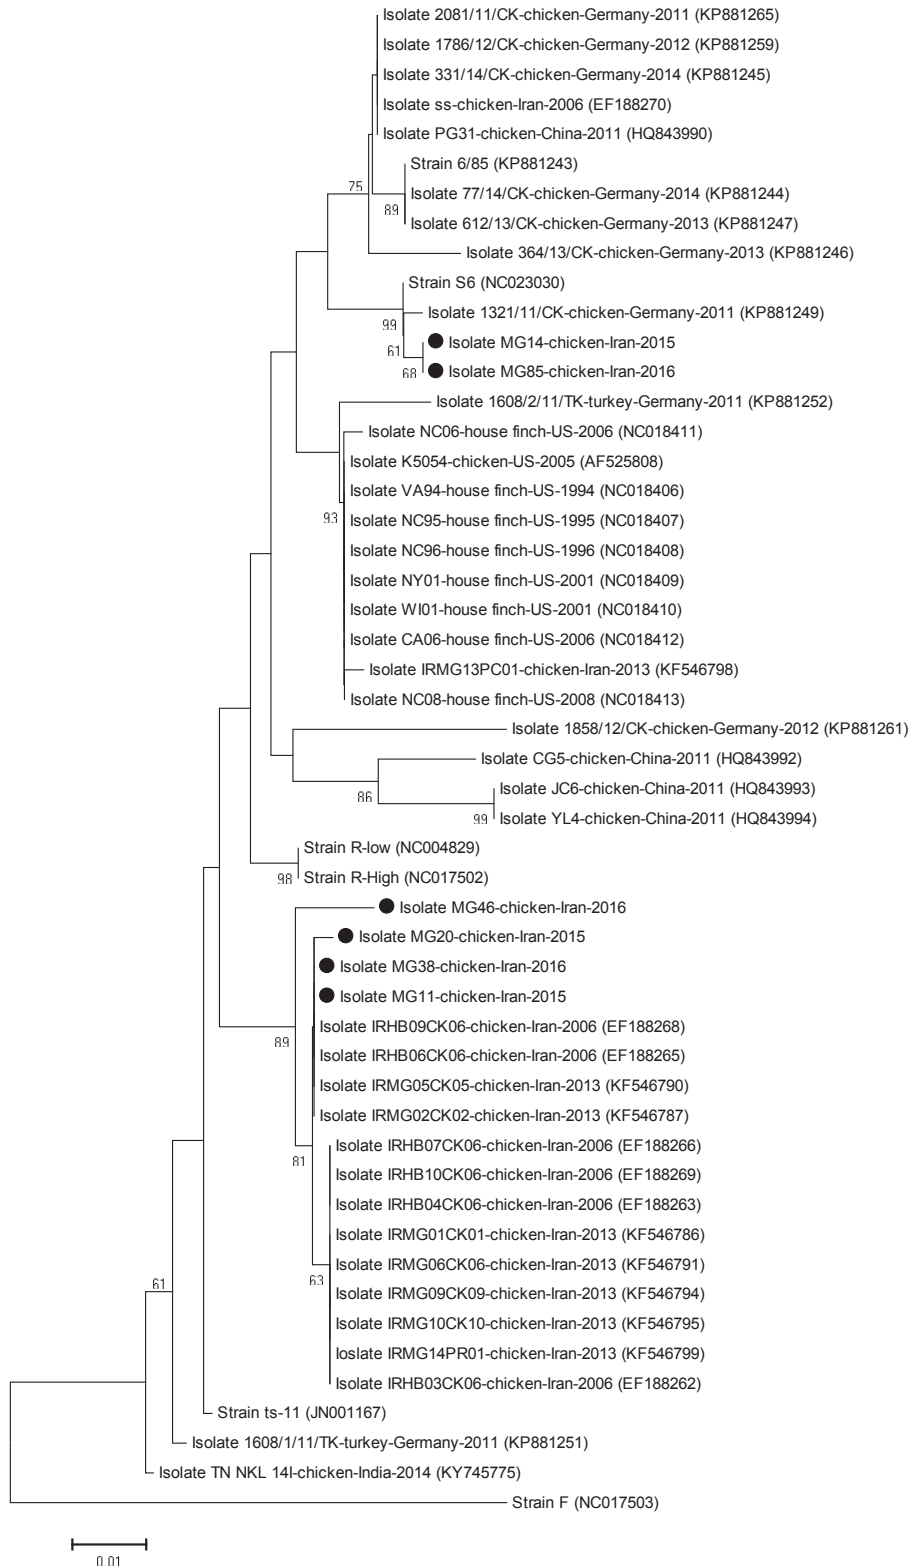 Isolate 2081/11/CK-chicken-Germany-2011 (KP881265)
Isolate 1786/12/CK-chicken-Germany-2012 (KP881259)
Isolate 331/14/CK-chicken-Germany-2014 (KP881245)
Isolate ss-chicken-Iran-2006 (EF188270)
Isolate PG31-chicken-China-2011 (HQ843990)
Strain 6/85 (KP881243)
75
Isolate 77/14/CK-chicken-Germany-2014 (KP881244)
89
Isolate 612/13/CK-chicken-Germany-2013 (KP881247)
Isolate 364/13/CK-chicken-Germany-2013 (KP881246)
Strain S6 (NC023030)
Isolate 1321/11/CK-chicken-Germany-2011 (KP881249)
99
Isolate MG14-chicken-Iran-2015
61
Isolate MG85-chicken-Iran-2016
68
Isolate 1608/2/11/TK-turkey-Germany-2011 (KP881252)
Isolate NC06-house finch-US-2006 (NC018411)
Isolate K5054-chicken-US-2005 (AF525808)
Isolate VA94-house finch-US-1994 (NC018406)
93
Isolate NC95-house finch-US-1995 (NC018407)
Isolate NC96-house finch-US-1996 (NC018408)
Isolate NY01-house finch-US-2001 (NC018409)
Isolate WI01-house finch-US-2001 (NC018410)
Isolate CA06-house finch-US-2006 (NC018412)
Isolate IRMG13PC01-chicken-Iran-2013 (KF546798)
Isolate NC08-house finch-US-2008 (NC018413)
Isolate 1858/12/CK-chicken-Germany-2012 (KP881261)
Isolate CG5-chicken-China-2011 (HQ843992)
Isolate JC6-chicken-China-2011 (HQ843993)
86
Isolate YL4-chicken-China-2011 (HQ843994)
99
Strain R-low (NC004829)
Strain R-High (NC017502)
98
Isolate MG46-chicken-Iran-2016
Isolate MG20-chicken-Iran-2015
Isolate MG38-chicken-Iran-2016
Isolate MG11-chicken-Iran-2015
Isolate IRHB09CK06-chicken-Iran-2006 (EF188268)
89
Isolate IRHB06CK06-chicken-Iran-2006 (EF188265)
Isolate IRMG05CK05-chicken-Iran-2013 (KF546790)
Isolate IRMG02CK02-chicken-Iran-2013 (KF546787)
Isolate IRHB07CK06-chicken-Iran-2006 (EF188266)
81
Isolate IRHB10CK06-chicken-Iran-2006 (EF188269)
Isolate IRHB04CK06-chicken-Iran-2006 (EF188263)
Isolate IRMG01CK01-chicken-Iran-2013 (KF546786)
Isolate IRMG06CK06-chicken-Iran-2013 (KF546791)
63
61
Isolate IRMG09CK09-chicken-Iran-2013 (KF546794)
Isolate IRMG10CK10-chicken-Iran-2013 (KF546795)
Ioslate IRMG14PR01-chicken-Iran-2013 (KF546799)
Isolate IRHB03CK06-chicken-Iran-2006 (EF188262)
Strain ts-11 (JN001167)
Isolate 1608/1/11/TK-turkey-Germany-2011 (KP881251)
Isolate TN NKL 14I-chicken-India-2014 (KY745775)
Strain F (NC017503)
0.01